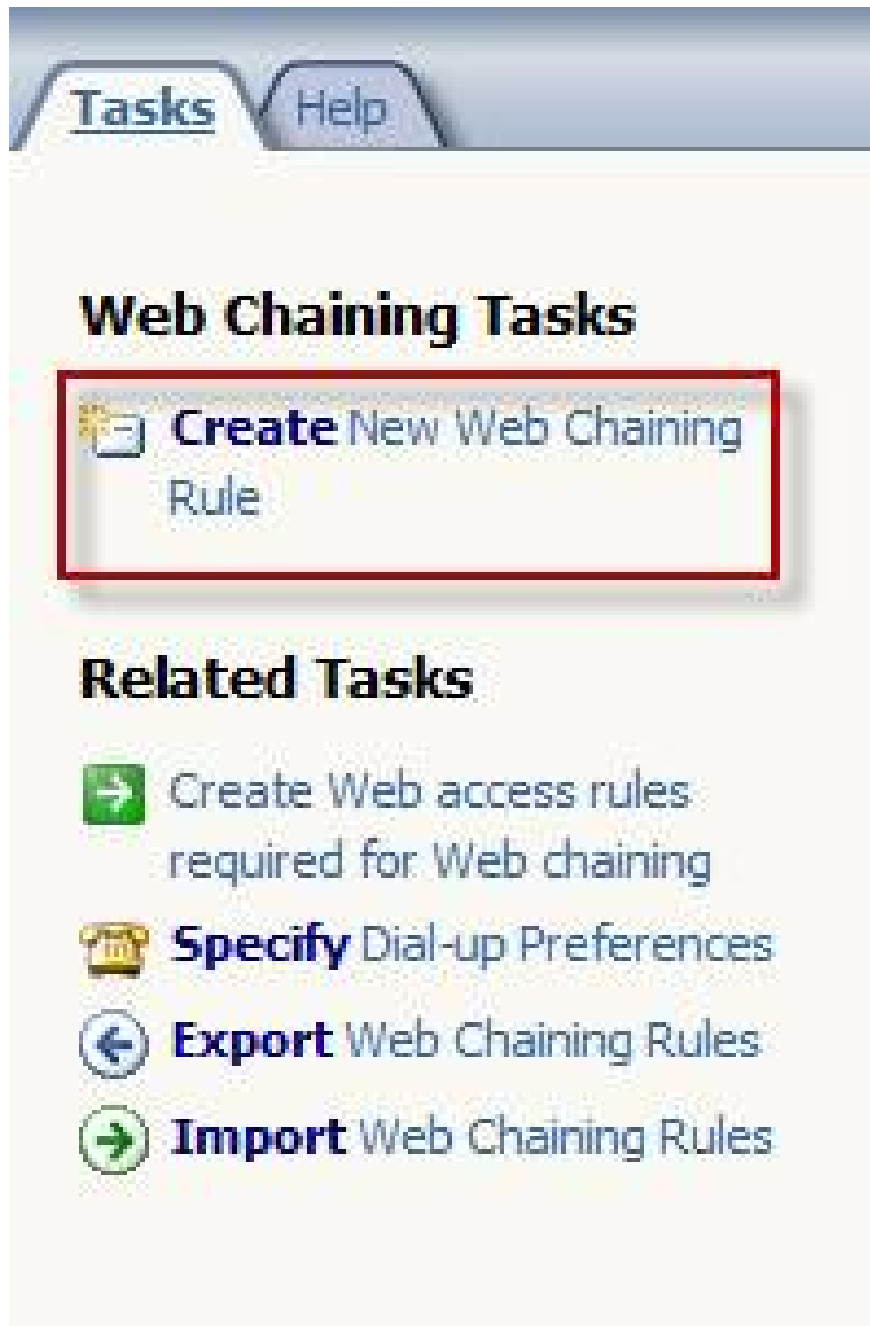 Tasks Help
Web Chaining Tasks
Create New Web Chaining
Rule
Related Tasks
Create Web access rules
required for Web chaining
Specify Dial-up Preferences
Export Web Chaining Rules
Import Web Chaining Rules